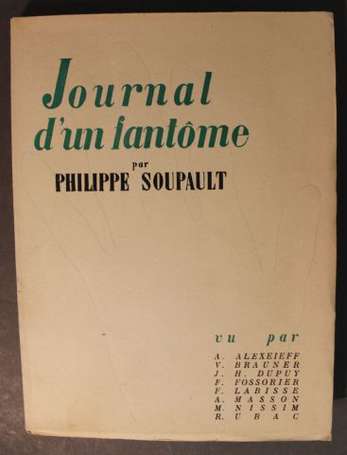 Journal
d'un fantôme
par
PHILIPPE SOUPAULT
vu par
A. ALEXEIEFF
V. BRAUNER
J. H. DUPUY
F. FOSSORIER
F. LABISSE
A. MASSON
M. NISSIM
R. UBAC